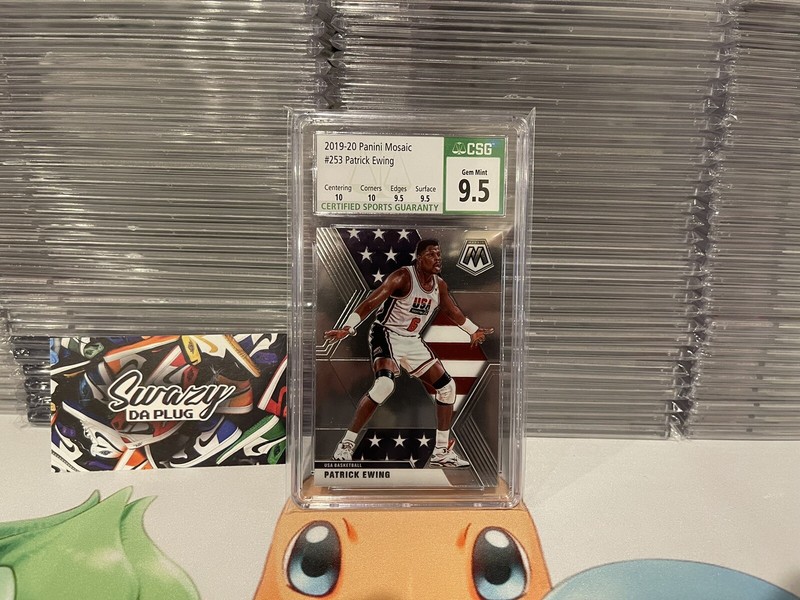 2019-20 Panini Mosaic
#253 Patrick Ewing
CSG
Gem Mint
9.5
Centering Corners Edges Surface
10 10 9.5 9.5
CERTIFIED SPORTS GUARANTY
USA
6
USA BASKETBALL
PATRICK EWING
Swazy
DA PLUG